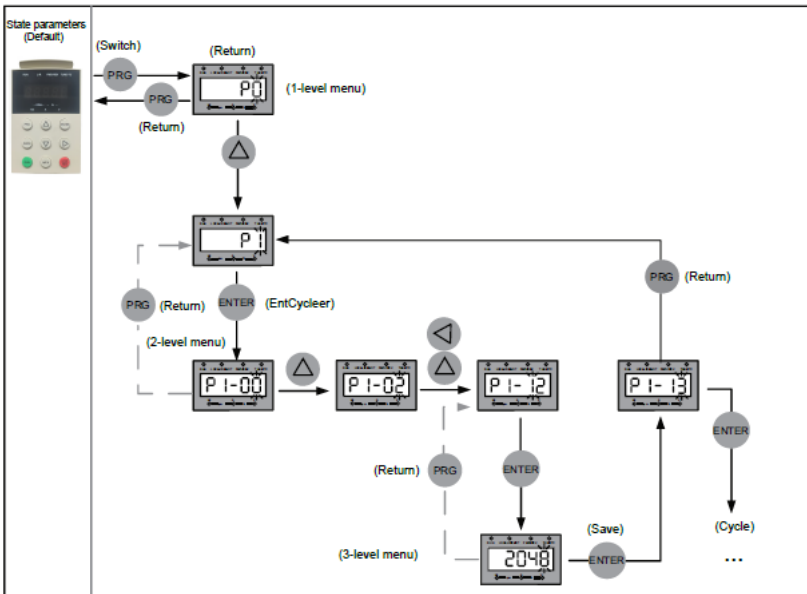 State parameters
(Default)
(Switch)
(Return)
PRG
P0
(1-level menu)
PRG
(Return)
P1
PRG
(Return)
PRG
(Return)
ENTER
(EntCycleer)
(2-level menu)
P1-00
P1-02
P1-12
P1-13
(Return)
PRG
ENTER
ENTER
(Save)
(Cycle)
(3-level menu)
2048
ENTER
...